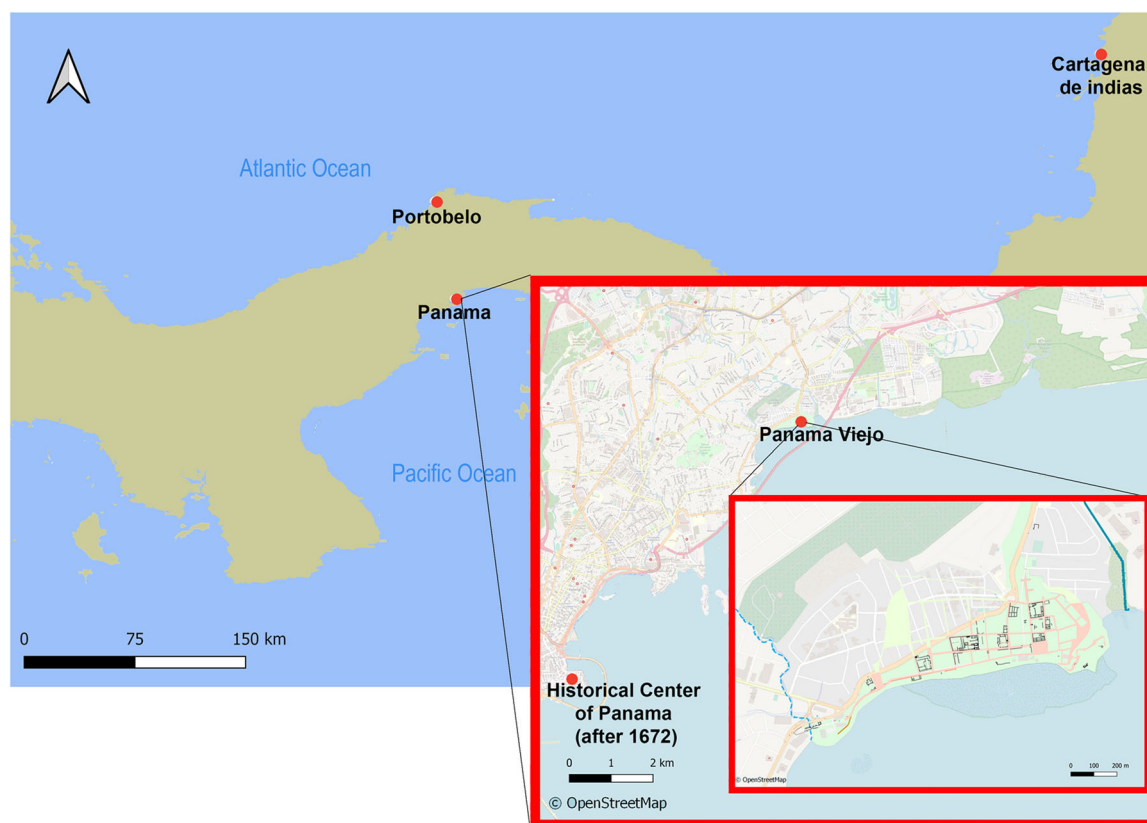 Cartagena
de indias
Atlantic Ocean
Portobelo
Panama
Pacific Ocean
0 75 150 km
Panama Viejo
Historical Center
of Panama
(after 1672)
0 1 2 km
© OpenStreetMap
0 100 200 m
© OpenStreetMap